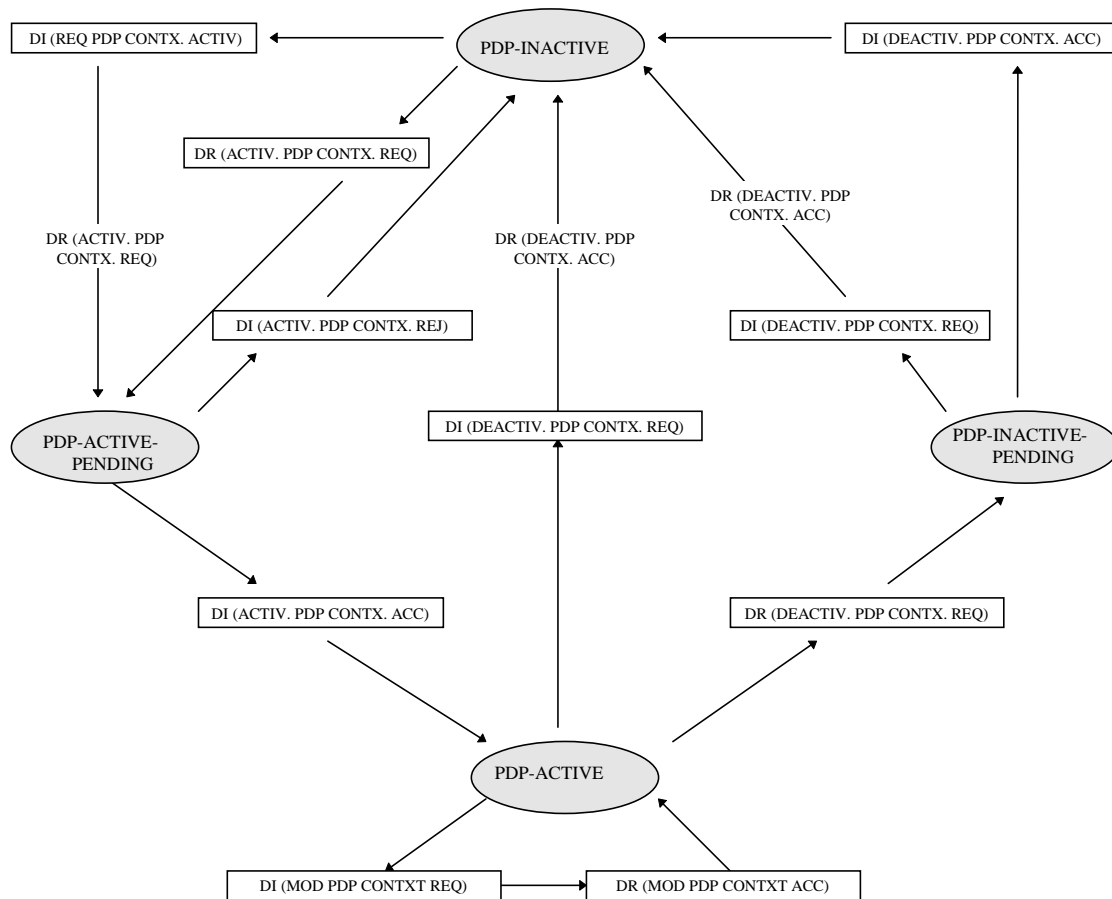 DI (REQ PDP CONTX. ACTIV)
PDP-INACTIVE
DI (DEACTIV. PDP CONTX. ACC)
DR (ACTIV. PDP CONTX. REQ)
DR (DEACTIV. PDP
CONTX. ACC)
DR (ACTIV. PDP
CONTX. REQ)
DR (DEACTIV. PDP
CONTX. ACC)
DI (ACTIV. PDP CONTX. REJ)
DI (DEACTIV. PDP CONTX. REQ)
PDP-ACTIVE-
PENDING
DI (DEACTIV. PDP CONTX. REQ)
PDP-INACTIVE-
PENDING
DI (ACTIV. PDP CONTX. ACC)
DR (DEACTIV. PDP CONTX. REQ)
PDP-ACTIVE
DI (MOD PDP CONTXT REQ)
DR (MOD PDP CONTXT ACC)